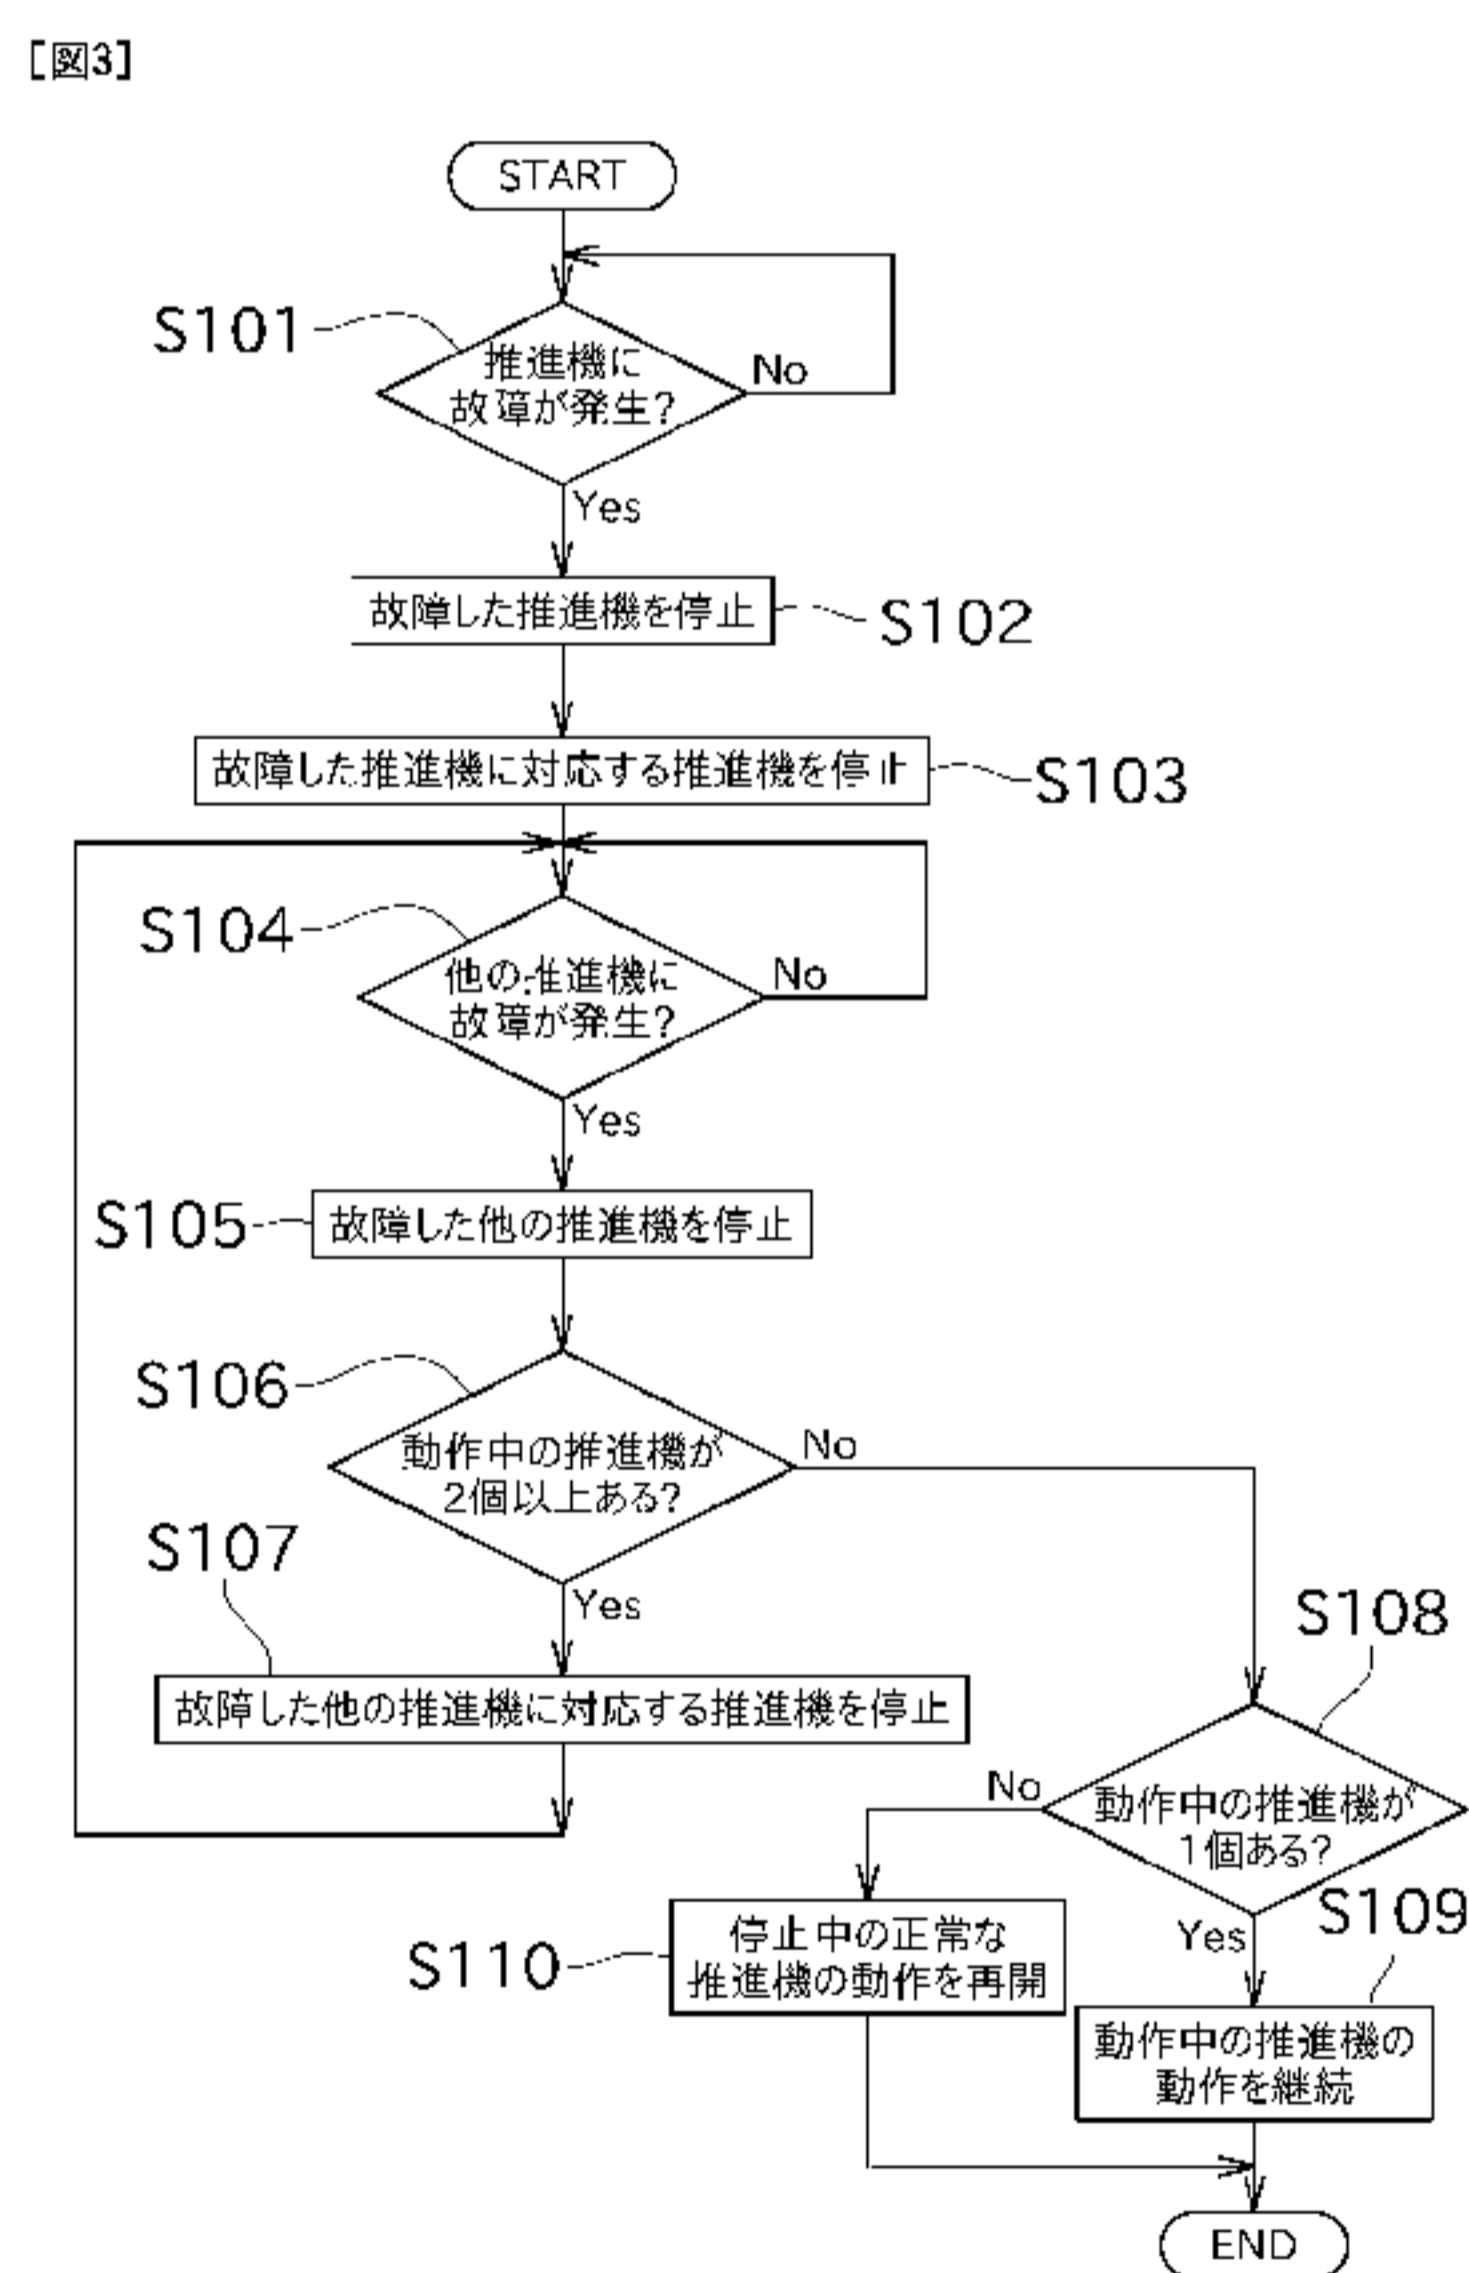 [図3]
START
S101
推進機に
故障が発生?
No
Yes
故障した推進機を停止
S102
故障した推進機に対応する推進機を停止
S103
S104
他の推進機に
故障が発生?
No
Yes
S105
故障した他の推進機を停止
S106
動作中の推進機が
2個以上ある?
No
S107
Yes
故障した他の推進機に対応する推進機を停止
S108
No
動作中の推進機が
1個ある?
S109
Yes
S110
停止中の正常な
推進機の動作を再開
動作中の推進機の
動作を継続
END